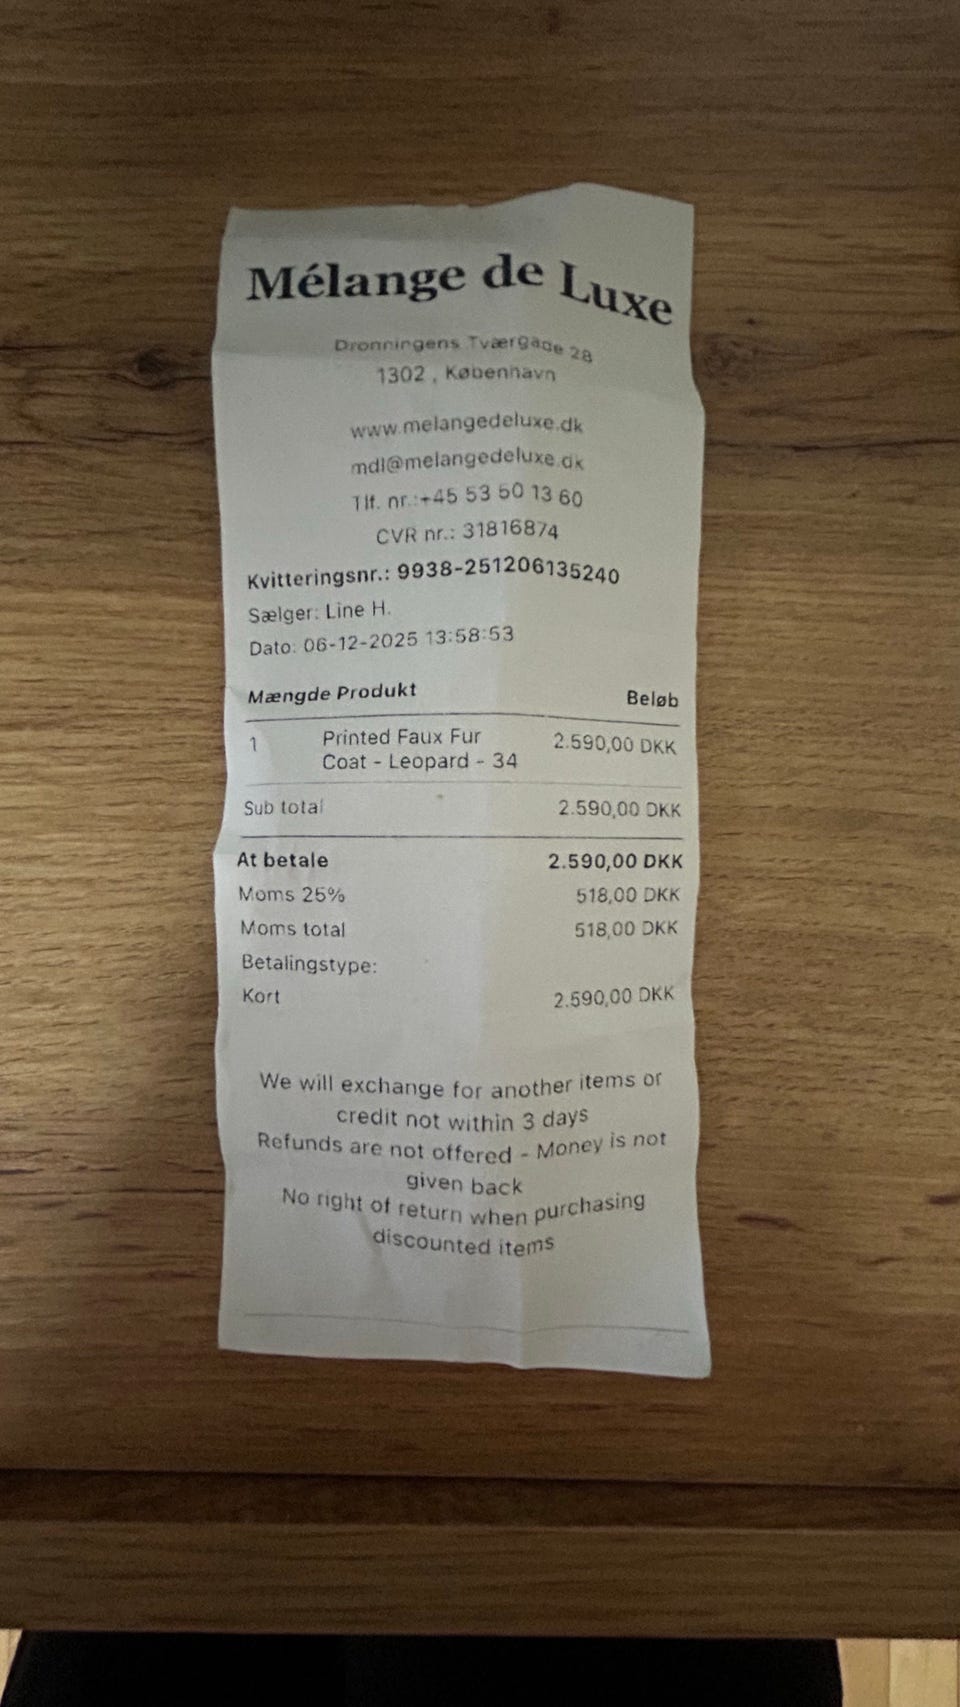 Mélange de Luxe
Dronningens Tværgade 28
1302 , København
www.melangedeluxe.dk
mdl@melangedeluxe.dk
Tlf. nr.:+45 53 50 13 60
CVR nr.: 31816874
Kvitteringsnr.: 9938-251206135240
Sælger: Line H.
Dato: 06-12-2025 13:58:53
Mængde Produkt Beløb
1 Printed Faux Fur 2.590,00 DKK
Coat - Leopard - 34
Sub total 2.590,00 DKK
At betale 2.590,00 DKK
Moms 25% 518,00 DKK
Moms total 518,00 DKK
Betalingstype:
Kort 2.590,00 DKK
We will exchange for another items or
credit not within 3 days
Refunds are not offered - Money is not
given back
No right of return when purchasing
discounted items